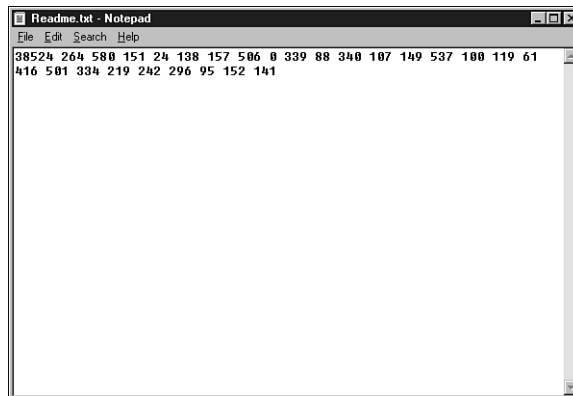 Readme.txt - Notepad
File Edit Search Help
38524 264 580 151 24 138 157 506 0 339 88 340 107 149 537 100 119 61
416 501 334 219 242 296 95 152 141